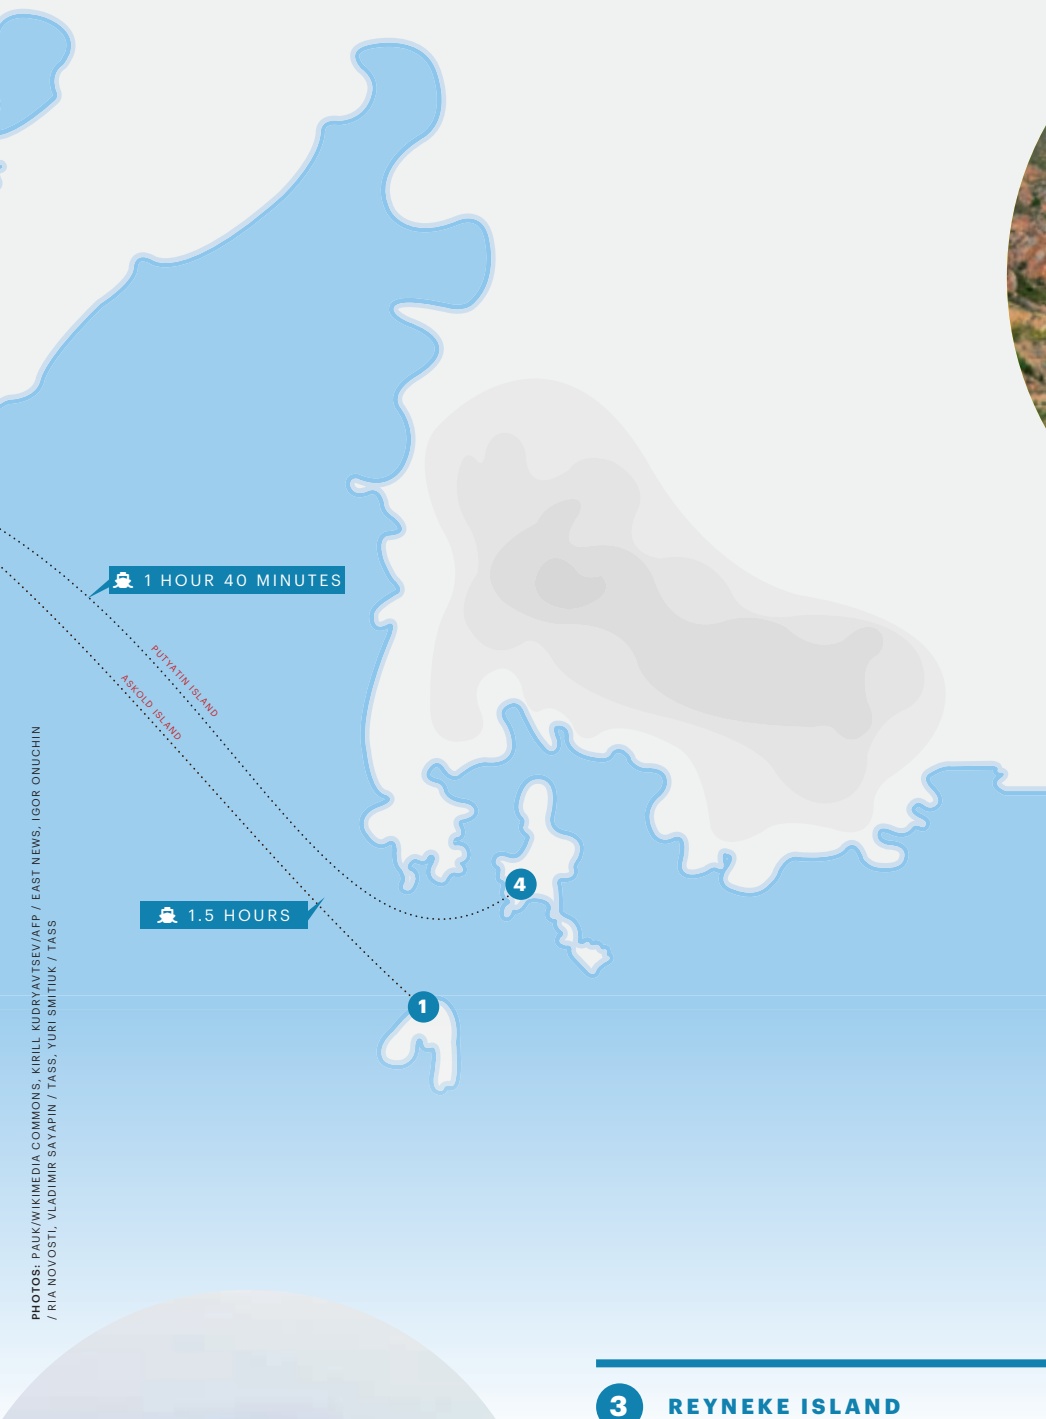 1 HOUR 40 MINUTES
PUTYATIN ISLAND
ASKOLD ISLAND
4
1.5 HOURS
1
PHOTOS: PAUK/WIKIMEDIA COMMONS, KIRILL KUDRYAVTSEV/AFP / EAST NEWS, IGOR ONUCHIN
/ RIA NOVOSTI, VLADIMIR SAYAPIN / TASS, YURI SMITIUK / TASS
3 REYNEKE ISLAND